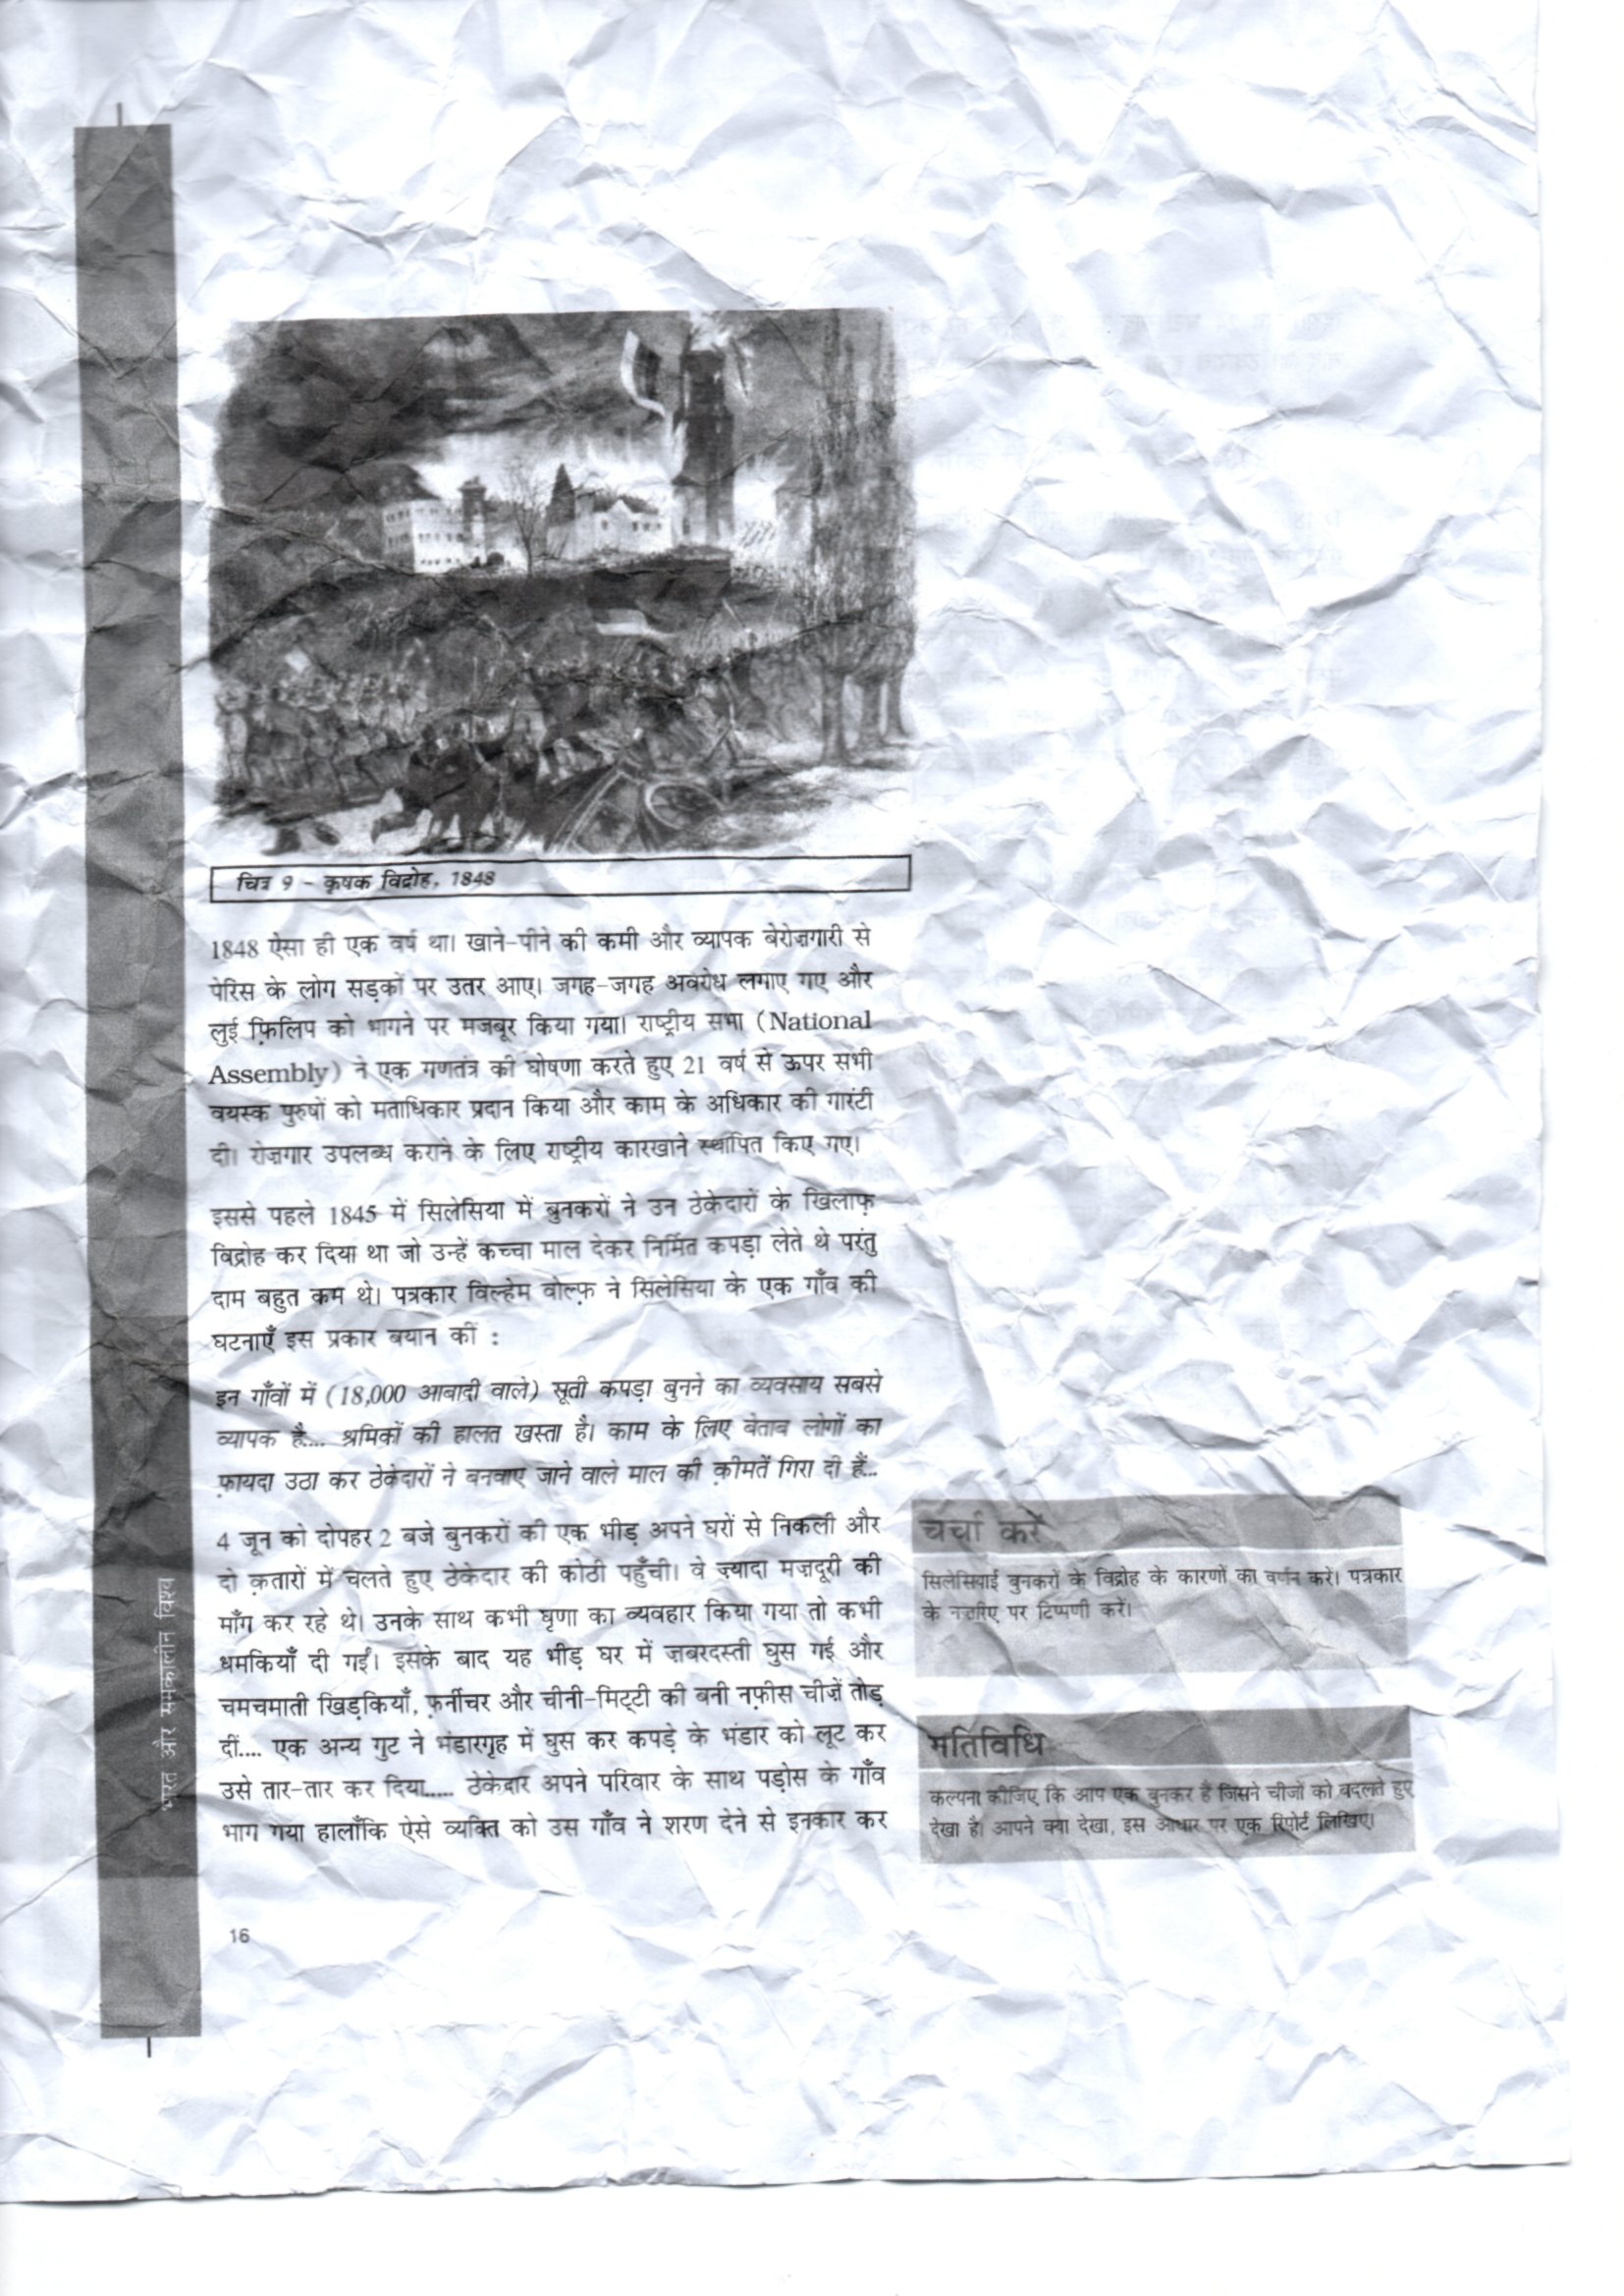 चित्र 9 – कृषक विद्रोह, 1848
1848 ऐसा ही एक वर्ष था। खाने-पीने की कमी और व्यापक बेरोज़गारी से
पेरिस के लोग सड़कों पर उतर आए। जगह-जगह अवरोध लगाए गए और
लुई फ़िलिप को भागने पर मजबूर किया गया। राष्ट्रीय सभा (National
Assembly) ने एक गणतंत्र की घोषणा करते हुए 21 वर्ष से ऊपर सभी
वयस्क पुरुषों को मताधिकार प्रदान किया और काम के अधिकार की गारंटी
दी। रोज़गार उपलब्ध कराने के लिए राष्ट्रीय कारखाने स्थापित किए गए।
इससे पहले 1845 में सिलेसिया में बुनकरों ने उन ठेकेदारों के खिलाफ़
विद्रोह कर दिया था जो उन्हें कच्चा माल देकर निर्मित कपड़ा लेते थे परंतु
दाम बहुत कम थे। पत्रकार विल्हेम वोल्फ़ ने सिलेसिया के एक गाँव की
घटनाएँ इस प्रकार बयान कीं :
इन गाँवों में (18,000 आबादी वाले) सूती कपड़ा बुनने का व्यवसाय सबसे
व्यापक है.... श्रमिकों की हालत खस्ता है। काम के लिए बेताब लोगों का
फ़ायदा उठा कर ठेकेदारों ने बनवाए जाने वाले माल की क़ीमतें गिरा दी हैं...
4 जून को दोपहर 2 बजे बुनकरों की एक भीड़ अपने घरों से निकली और
दो क़तारों में चलते हुए ठेकेदार की कोठी पहुँची। वे ज़्यादा मज़दूरी की
माँग कर रहे थे। उनके साथ कभी घृणा का व्यवहार किया गया तो कभी
धमकियाँ दी गईं। इसके बाद यह भीड़ घर में ज़बरदस्ती घुस गई और
चमचमाती खिड़कियाँ, फ़र्नीचर और चीनी-मिट्टी की बनी नफ़ीस चीज़ें तोड़
दीं.... एक अन्य गुट ने भंडारगृह में घुस कर कपड़े के भंडार को लूट कर
उसे तार-तार कर दिया..... ठेकेदार अपने परिवार के साथ पड़ोस के गाँव
भाग गया हालाँकि ऐसे व्यक्ति को उस गाँव ने शरण देने से इनकार कर
चर्चा करें
सिलेसियाई बुनकरों के विद्रोह के कारणों का वर्णन करें। पत्रकार
के नज़रिए पर टिप्पणी करें।
गतिविधि
कल्पना कीजिए कि आप एक बुनकर हैं जिसने चीजों को बदलते हुए
देखा है। आपने क्या देखा, इस आधार पर एक रिपोर्ट लिखिए।
भारत और समकालीन विश्व
16